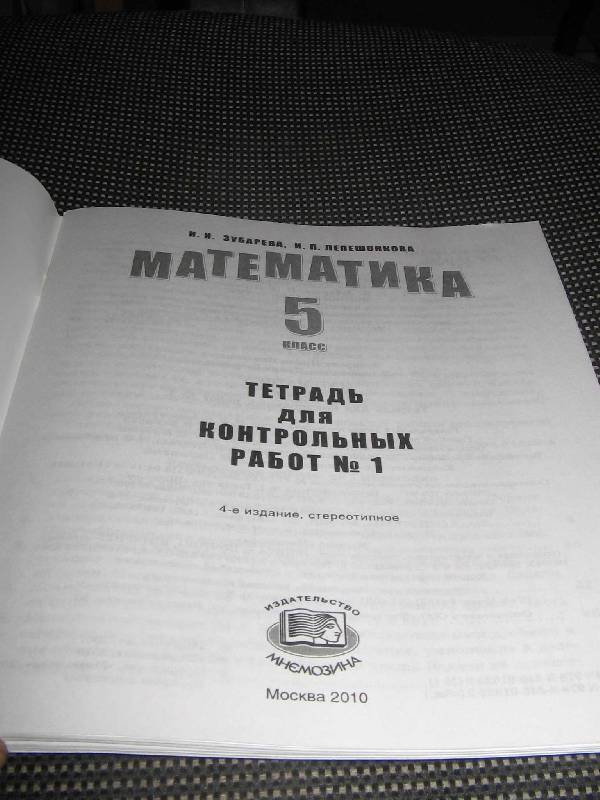 И. И. ЗУБАРЕВА, И. П. ЛЕПЕШОНКОВА
МАТЕМАТИКА
5
КЛАСС
ТЕТРАДЬ
ДЛЯ
КОНТРОЛЬНЫХ
РАБОТ № 1
4-е издание, стереотипное
ИЗДАТЕЛЬСТВО
МНЕМОЗИНА
Москва 2010